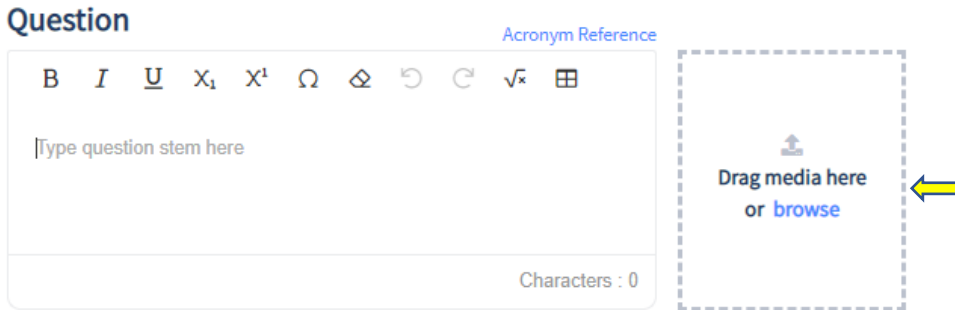 Question
Acronym Reference
B I U X₁ X¹ Ω √x
Type question stem here
Characters : 0
Drag media here
or browse